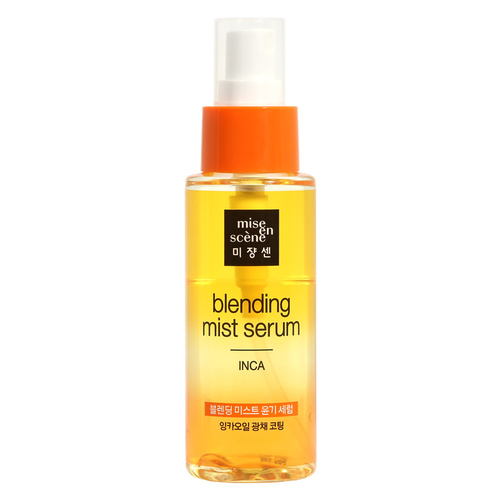 mise
en
scène
미쟝센
blending
mist serum
INCA
블렌딩 미스트 윤기 세럼
잉카오일 광채 코팅